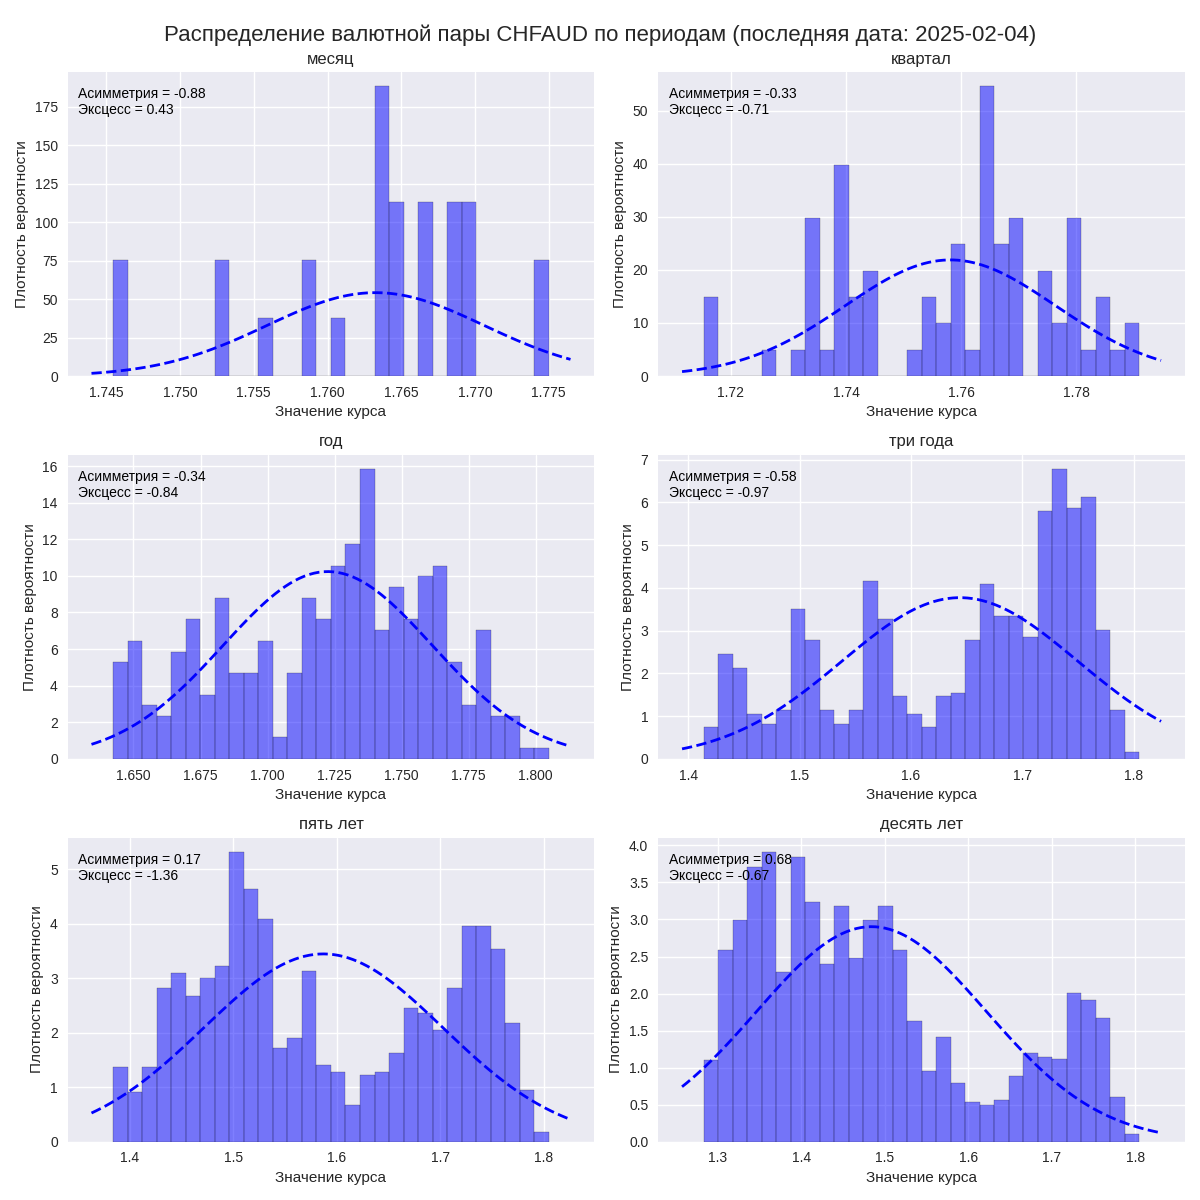 Распределение валютной пары CHFAUD по периодам (последняя дата: 2025-02-04)
месяц
Асимметрия = -0.88
Эксцесс = 0.43
Плотность вероятности
175
150
125
100
75
50
25
0
1.745 1.750 1.755 1.760 1.765 1.770 1.775
Значение курса
квартал
Асимметрия = -0.33
Эксцесс = -0.71
Плотность вероятности
50
40
30
20
10
0
1.72 1.74 1.76 1.78
Значение курса
год
Асимметрия = -0.34
Эксцесс = -0.84
Плотность вероятности
16
14
12
10
8
6
4
2
0
1.650 1.675 1.700 1.725 1.750 1.775 1.800
Значение курса
три года
Асимметрия = -0.58
Эксцесс = -0.97
Плотность вероятности
7
6
5
4
3
2
1
0
1.4 1.5 1.6 1.7 1.8
Значение курса
пять лет
Асимметрия = 0.17
Эксцесс = -1.36
Плотность вероятности
5
4
3
2
1
0
1.4 1.5 1.6 1.7 1.8
Значение курса
десять лет
Асимметрия = 0.68
Эксцесс = -0.67
Плотность вероятности
4.0
3.5
3.0
2.5
2.0
1.5
1.0
0.5
0.0
1.3 1.4 1.5 1.6 1.7 1.8
Значение курса